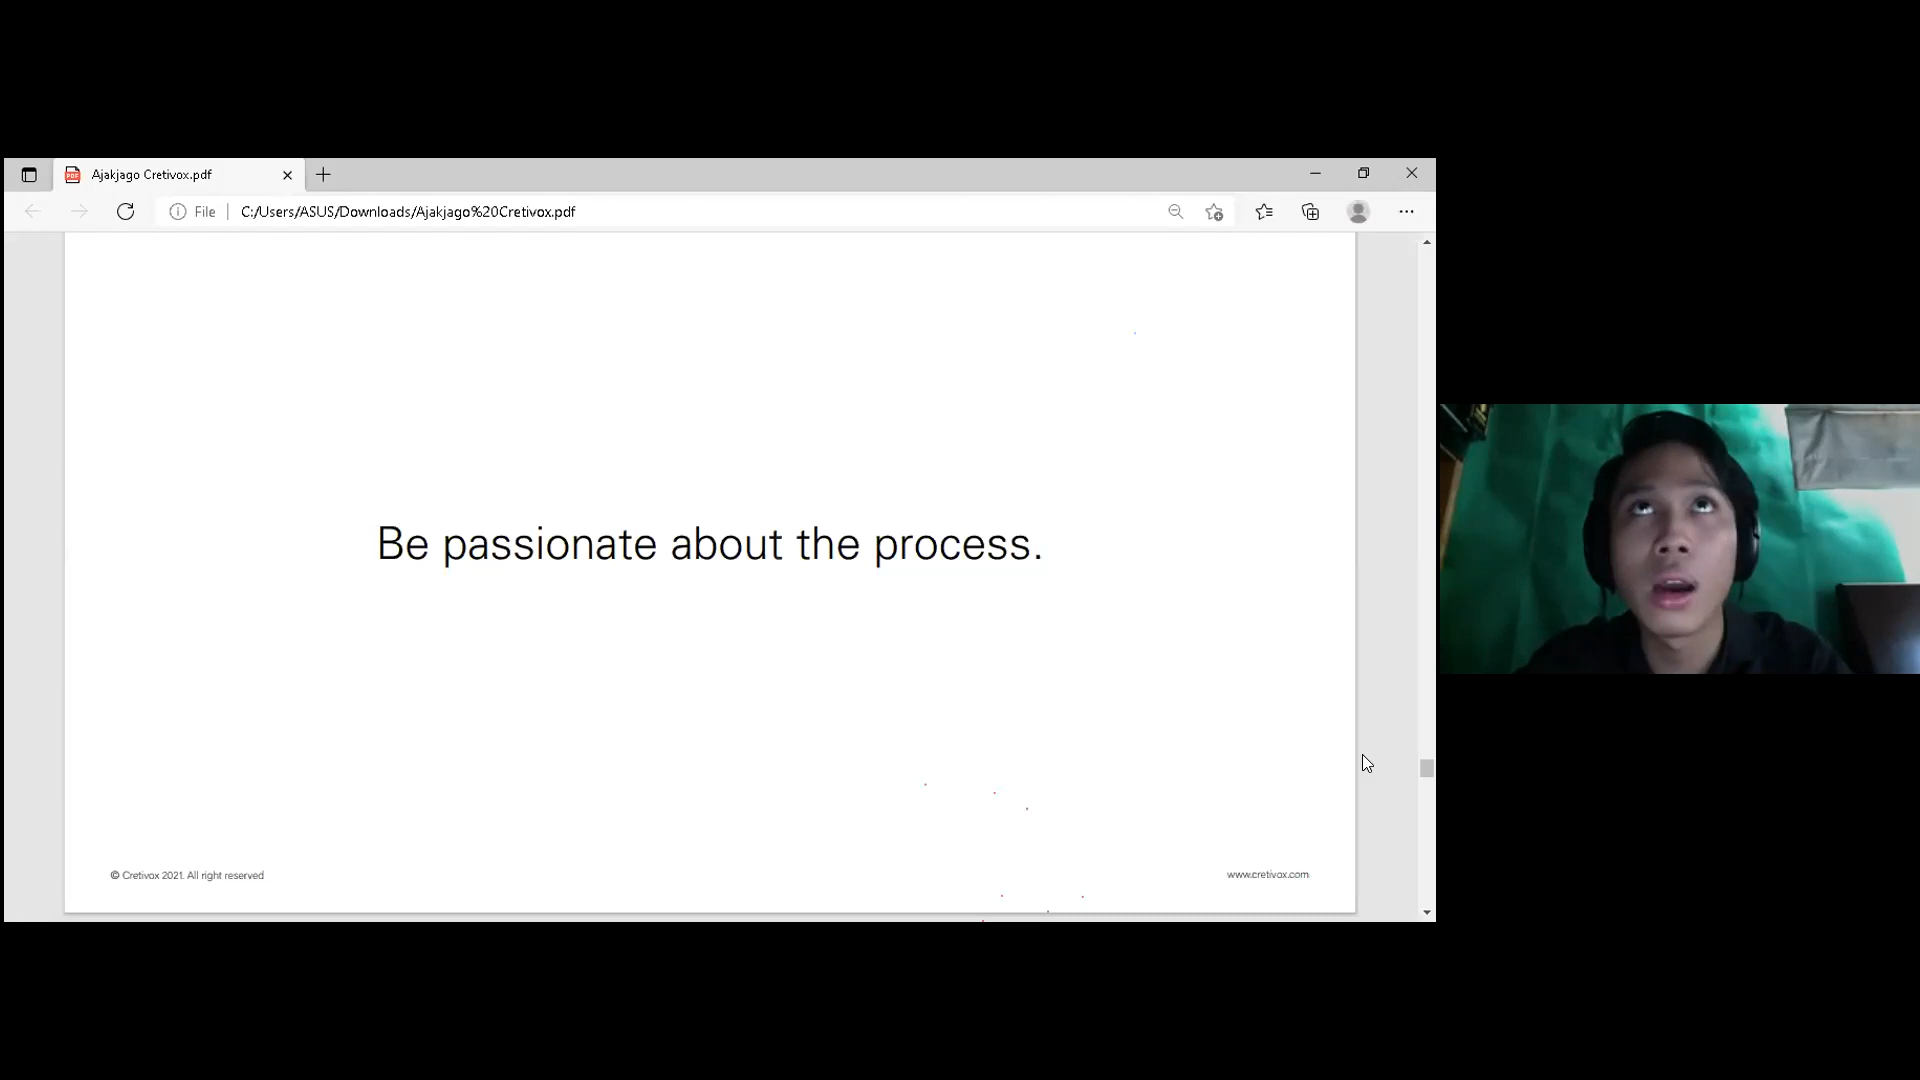 Ajakjago Cretivox.pdf
File
C:/Users/ASUS/Downloads/Ajakjago%20Cretivox.pdf
Be passionate about the process.
© Cretivox 2021. All right reserved
www.cretivox.com